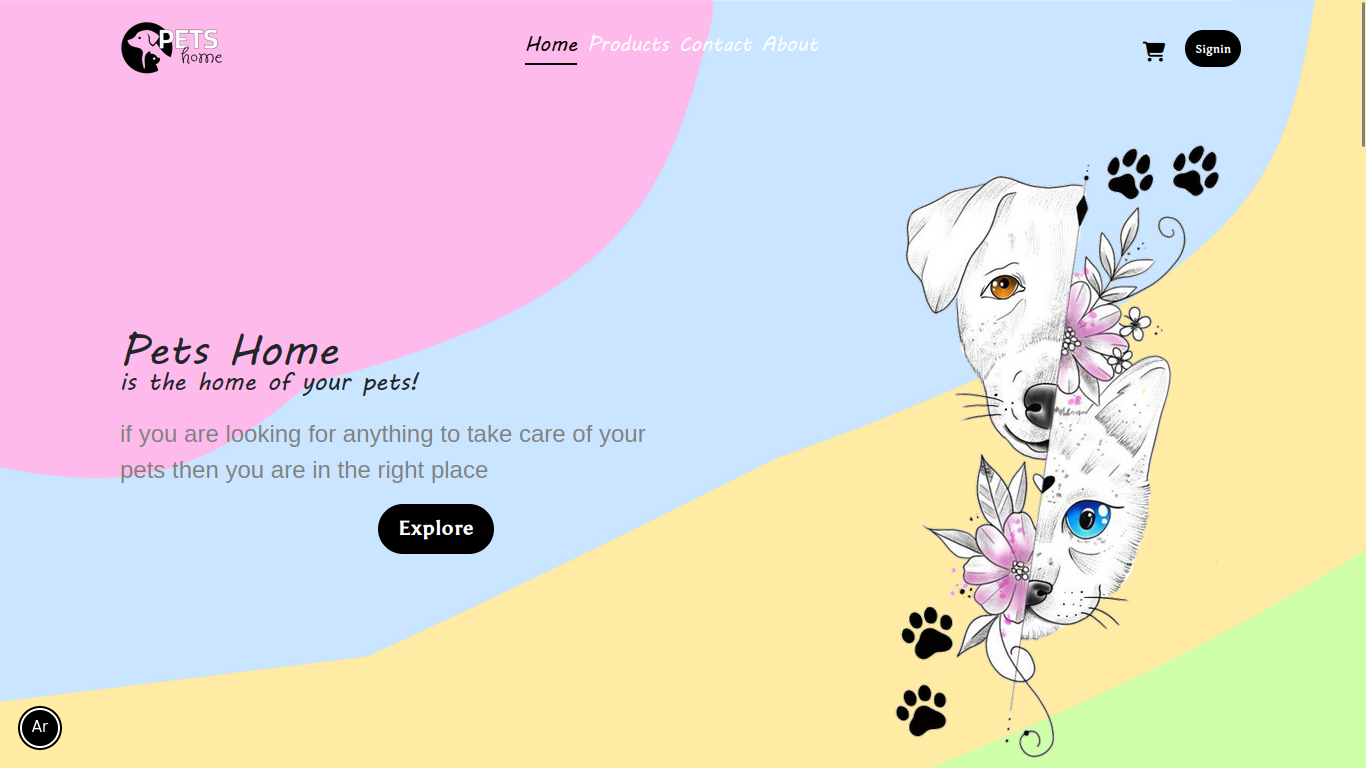 PETS
home
Home Products Contact About
Signin
Pets Home
is the home of your pets!
if you are looking for anything to take care of your
pets then you are in the right place
Explore
Ar